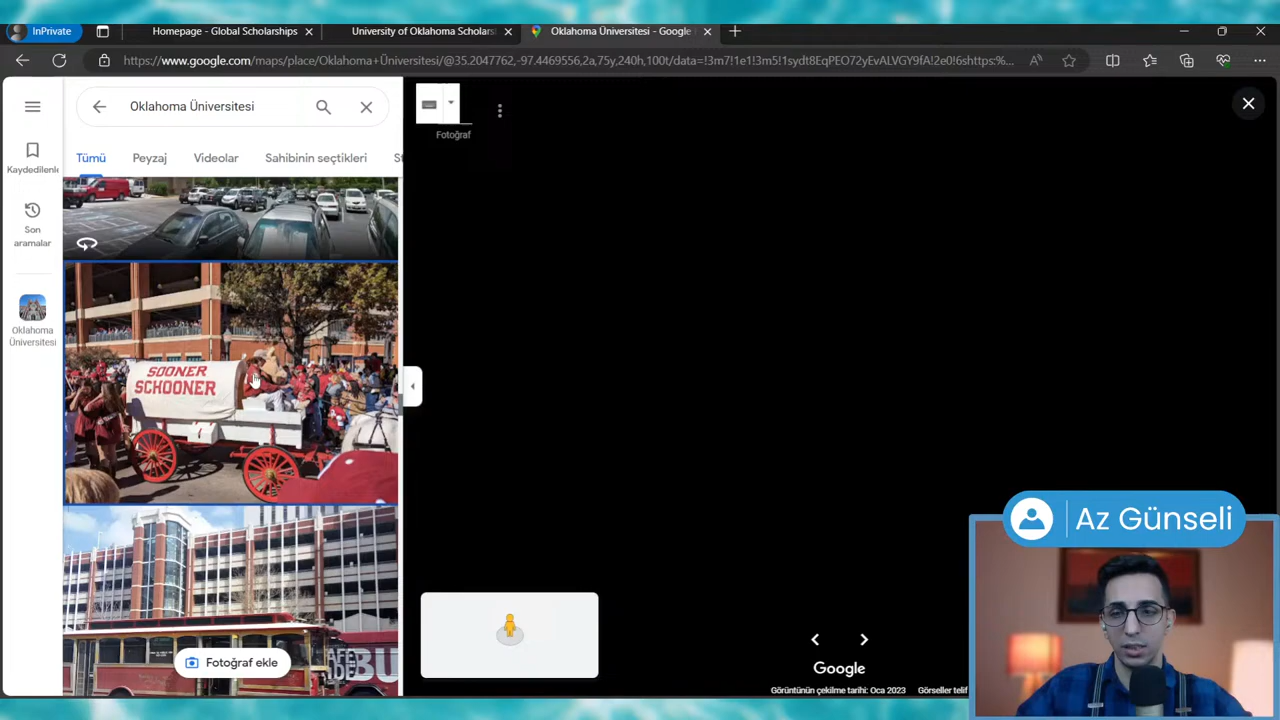 InPrivate
Homepage - Global Scholarships
University of Oklahoma Scholars
Oklahoma Üniversitesi - Google
https://www.google.com/maps/place/Oklahoma+Üniversitesi/@35.2047762,-97.4469556,2a,75y,240h,100t/data=!3m7!1e1!3m5!1sydt8EqPEO72yEvALVGY9fA!2e0!6shttps:%...
Oklahoma Üniversitesi
Fotoğraf
Tümü Peyzaj Videolar Sahibinin seçtikleri St
Kaydedilenle
Son
aramalar
Oklahoma
Üniversitesi
SOONER
SCHOONER
Fotoğraf ekle
Google
Görüntünün çekilme tarihi: Oca 2023 Görseller telif
Az Günseli